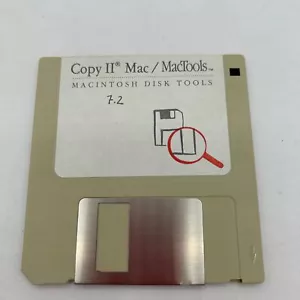 Copy II® Mac / MacTools™
MACINTOSH DISK TOOLS
7.2